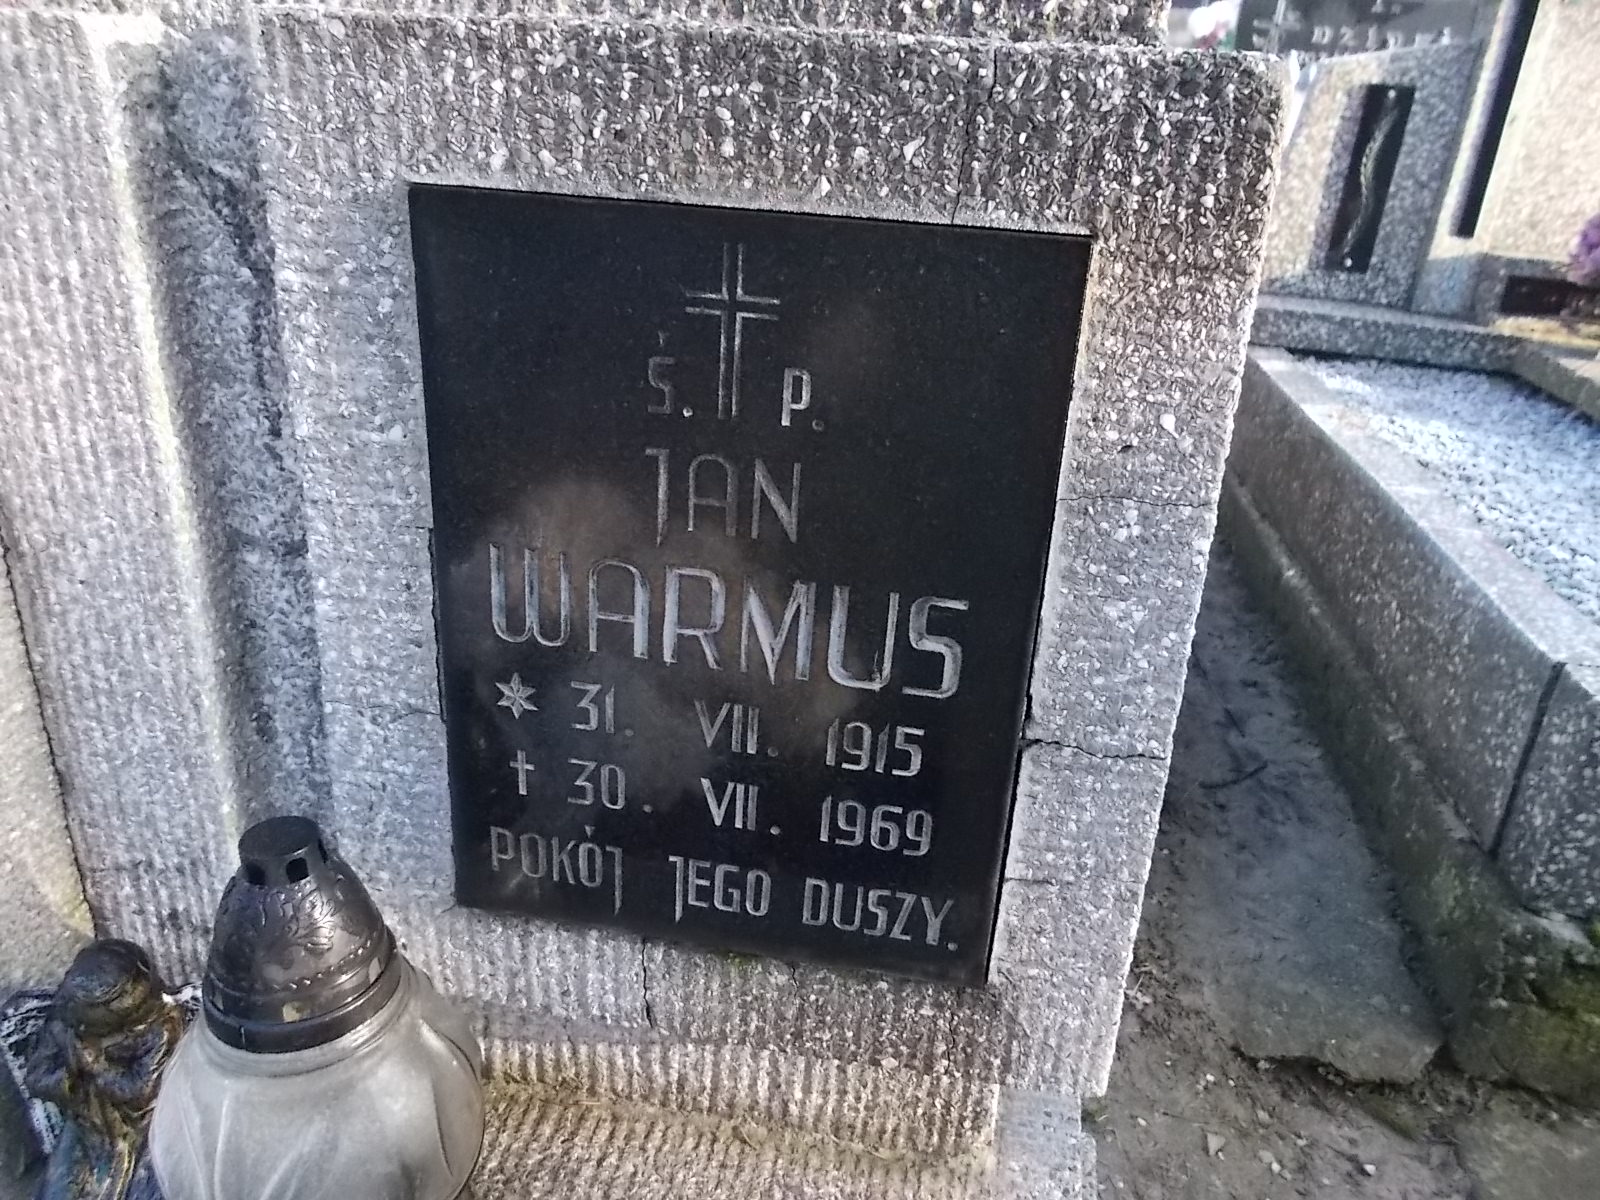 Ś. P.
JAN
WARMUS
* 31. VII. 1915
† 30. VII. 1969
POKÓJ JEGO DUSZY.